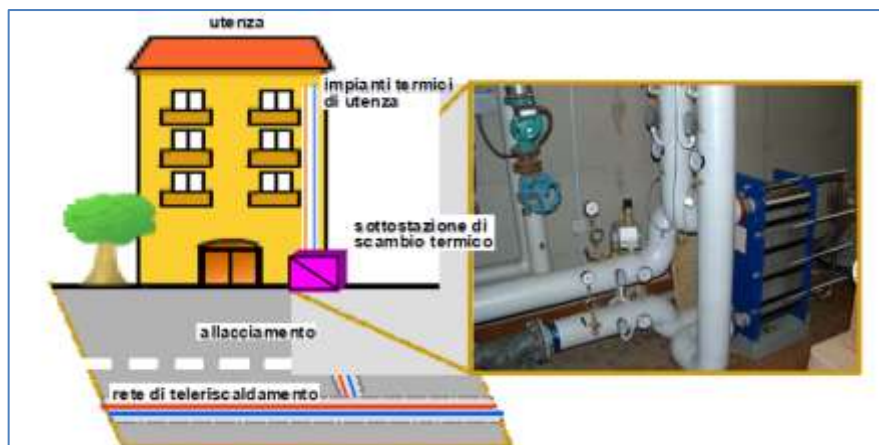 utenza
impianti termici
di utenza
sottostazione di
scambio termico
allacciamento
rete di teleriscaldamento